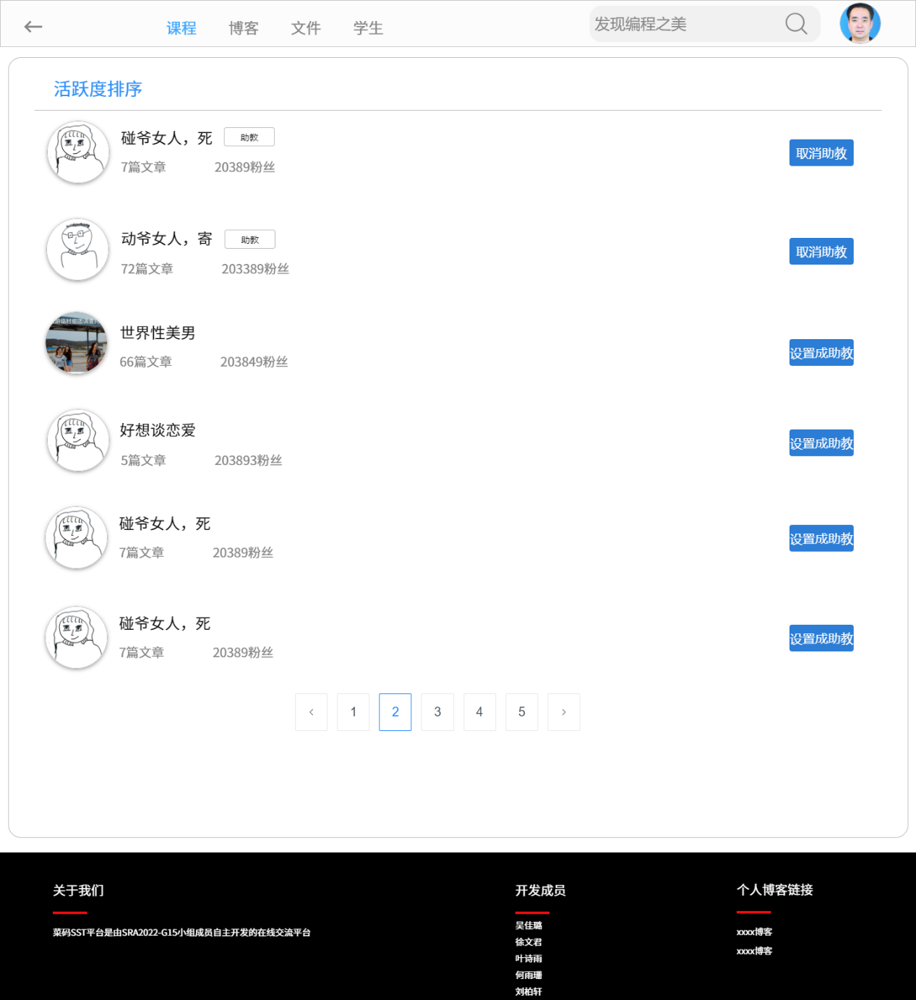 课程 博客 文件 学生 发现编程之美
活跃度排序
碰爷女人，死 助教
7篇文章 20389粉丝
取消助教
动爷女人，寄 助教
72篇文章 203389粉丝
取消助教
世界性美男
66篇文章 203849粉丝
设置成助教
好想谈恋爱
5篇文章 203893粉丝
设置成助教
碰爷女人，死
7篇文章 20389粉丝
设置成助教
碰爷女人，死
7篇文章 20389粉丝
设置成助教
1 2 3 4 5
关于我们
菜码SST平台是由SRA2022-G15小组成员自主开发的在线交流平台
开发成员
吴佳璐
徐文君
叶诗雨
何雨珊
刘柏轩
个人博客链接
xxxx博客
xxxx博客